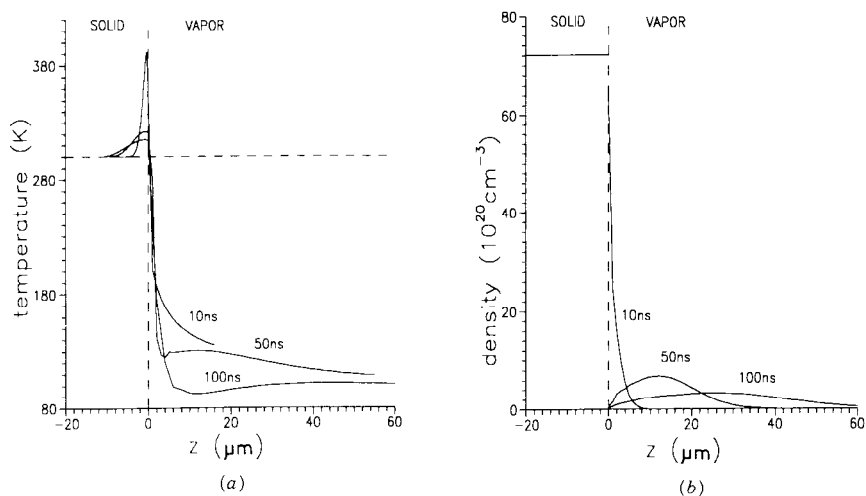 SOLID
VAPOR
380
280
180
80
temperature (K)
10ns
50ns
100ns
-20
0
20
40
60
z (μm)
(a)
SOLID
VAPOR
80
60
40
20
0
density (10²⁰cm⁻³)
10ns
50ns
100ns
-20
0
20
40
60
z (μm)
(b)